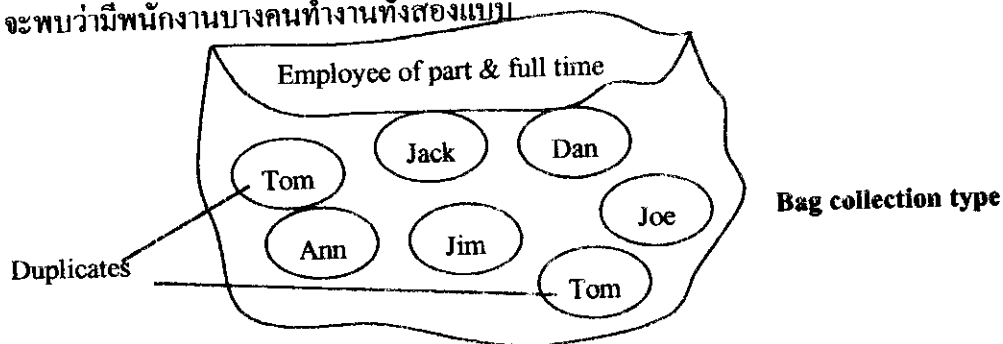 จะพบว่ามีพนักงานบางคนทำงานทั้งสองแบบ
Employee of part & full time
Jack
Dan
Tom
Joe
Bag collection type
Ann
Jim
Duplicates
Tom